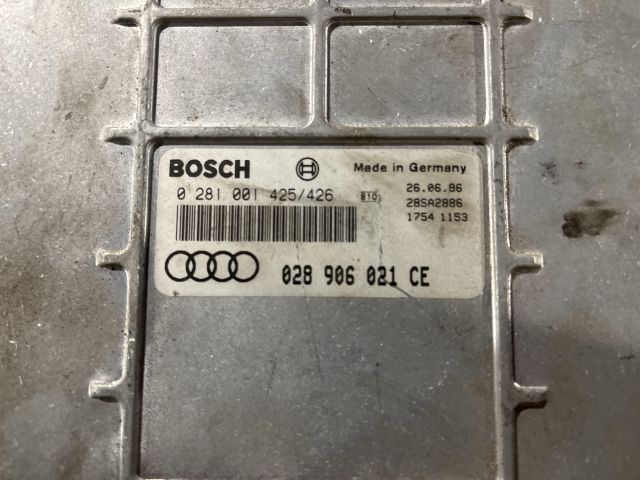 BOSCH
Made in Germany
0 281 001 425/426
810
26.06.96
28SA2886
1754 1153
028 906 021 CE